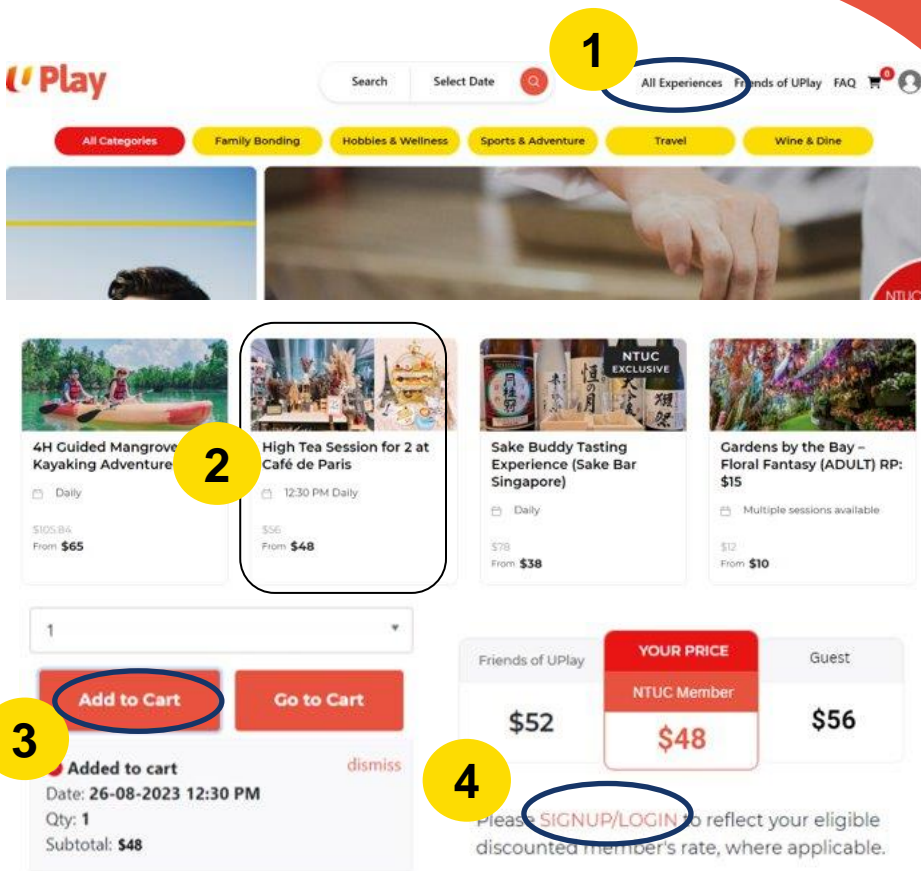 1
U Play
Search Select Date
All Experiences Friends of UPlay FAQ 0
All Categories Family Bonding Hobbies & Wellness Sports & Adventure Travel Wine & Dine
NTUC
2
4H Guided Mangrove
Kayaking Adventure
Daily
$105.84
From $65
High Tea Session for 2 at
Café de Paris
12:30 PM Daily
$56
From $48
NTUC
EXCLUSIVE
Sake Buddy Tasting
Experience (Sake Bar
Singapore)
Daily
$78
From $38
Gardens by the Bay –
Floral Fantasy (ADULT) RP:
$15
Multiple sessions available
$12
From $10
1
Add to Cart Go to Cart
3
Added to cart dismiss
Date: 26-08-2023 12:30 PM
Qty: 1
Subtotal: $48
Friends of UPlay
$52
YOUR PRICE
NTUC Member
$48
Guest
$56
4
Please SIGNUP/LOGIN to reflect your eligible
discounted member's rate, where applicable.